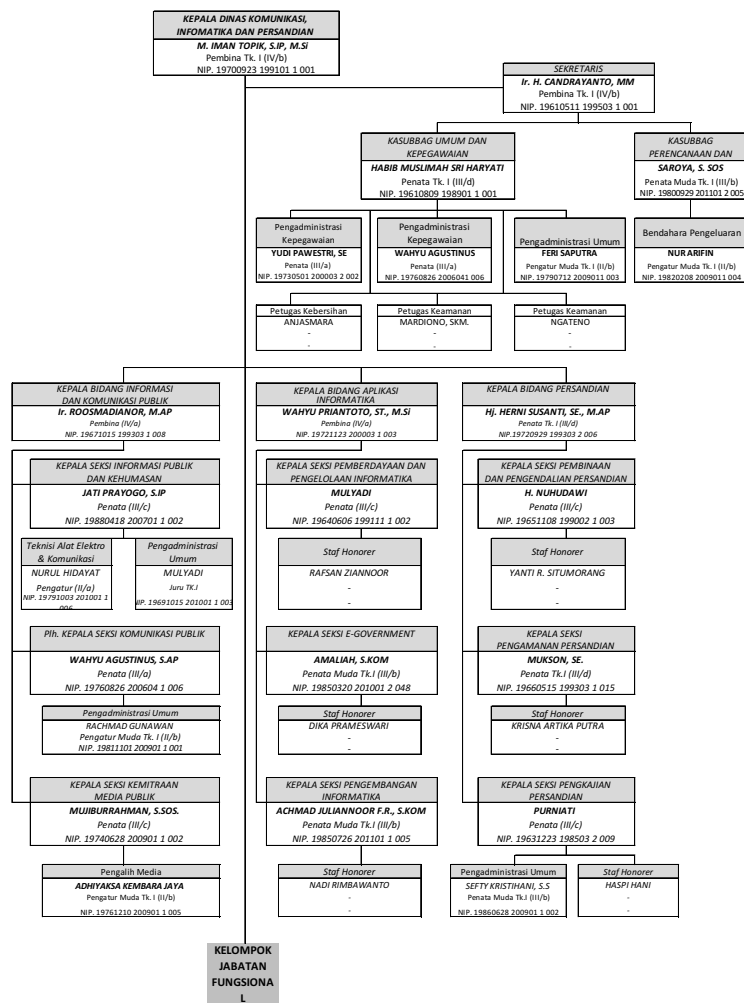 KEPALA DINAS KOMUNIKASI,
INFOMATIKA DAN PERSANDIAN
M. IMAN TOPIK, S.IP, M.Si
Pembina Tk. I (IV/b)
NIP. 19700923 199101 1 001
SEKRETARIS
Ir. H. CANDRAYANTO, MM
Pembina Tk. I (IV/b)
NIP. 19610511 199503 1 001
KASUBBAG UMUM DAN
KEPEGAWAIAN
HABIB MUSLIMAH SRI HARYATI
Penata Tk. I (III/d)
NIP. 19610809 198901 1 001
KASUBBAG
PERENCANAAN DAN
SAROYA, S. SOS
Penata Muda Tk. I (III/b)
NIP. 19800929 201101 2 005
Pengadministrasi
Kepegawaian
YUDI PAWESTRI, SE
Penata (III/a)
NIP. 19730501 200003 2 002
Pengadministrasi
Kepegawaian
WAHYU AGUSTINUS
Penata (III/a)
NIP. 19760826 2006041 006
Pengadministrasi Umum
FERI SAPUTRA
Pengatur Muda Tk. I (II/b)
NIP. 19790712 2009011 003
Bendahara Pengeluaran
NUR ARIFIN
Pengatur Muda Tk. I (II/b)
NIP. 19820208 2009011 004
Petugas Kebersihan
ANJASMARA
-
-
Petugas Keamanan
MARDIONO, SKM.
-
-
Petugas Keamanan
NGATENO
-
-
KEPALA BIDANG INFORMASI
DAN KOMUNIKASI PUBLIK
Ir. ROOSMADIANOR, M.AP
Pembina (IV/a)
NIP. 19671015 199303 1 008
KEPALA BIDANG APLIKASI
INFORMATIKA
WAHYU PRIANTOTO, ST., M.Si
Pembina (IV/a)
NIP. 19721123 200003 1 003
KEPALA BIDANG PERSANDIAN
Hj. HERNI SUSANTI, SE., M.AP
Penata Tk. I (III/d)
NIP. 19720929 199303 2 006
KEPALA SEKSI INFORMASI PUBLIK
DAN KEHUMASAN
JATI PRAYOGO, S.IP
Penata (III/c)
NIP. 19880418 200701 1 002
KEPALA SEKSI PEMBERDAYAAN DAN
PENGELOLAAN INFORMATIKA
MULYADI
Penata (III/c)
NIP. 19640606 199111 1 002
KEPALA SEKSI PEMBINAAN
DAN PENGENDALIAN PERSANDIAN
H. NUHUDAWI
Penata (III/c)
NIP. 19651108 199002 1 003
Teknisi Alat Elektro
& Komunikasi
NURUL HIDAYAT
Pengatur (II/a)
NIP. 19791003 201001 1
006
Pengadministrasi
Umum
MULYADI
Juru TK.I
NIP. 19691015 201001 1 003
Staf Honorer
RAFSAN ZIANNOOR
-
-
Staf Honorer
YANTI R. SITUMORANG
-
-
Plh. KEPALA SEKSI KOMUNIKASI PUBLIK
WAHYU AGUSTINUS, S.AP
Penata (III/a)
NIP. 19760826 200604 1 006
KEPALA SEKSI E-GOVERNMENT
AMALIAH, S.KOM
Penata Muda Tk.I (III/b)
NIP. 19850320 201001 2 048
KEPALA SEKSI
PENGAMANAN PERSANDIAN
MUKSON, SE.
Penata Tk.I (III/d)
NIP. 19660515 199303 1 015
Pengadministrasi Umum
RACHMAD GUNAWAN
Pengatur Muda Tk. I (II/b)
NIP. 19811101 200901 1 001
Staf Honorer
DIKA PRAMESWARI
-
-
Staf Honorer
KRISNA ARTIKA PUTRA
-
-
KEPALA SEKSI KEMITRAAN
MEDIA PUBLIK
MUJIBURRAHMAN, S.SOS.
Penata (III/c)
NIP. 19740628 200901 1 002
KEPALA SEKSI PENGEMBANGAN
INFORMATIKA
ACHMAD JULIANNOOR F.R., S.KOM
Penata Muda Tk.I (III/b)
NIP. 19850726 201101 1 005
KEPALA SEKSI PENGKAJIAN
PERSANDIAN
PURNIATI
Penata (III/c)
NIP. 19631223 198503 2 009
Pengalih Media
ADHIYAKSA KEMBARA JAYA
Pengatur Muda Tk. I (II/b)
NIP. 19761210 200901 1 005
Staf Honorer
NADI RIMBAWANTO
-
-
Pengadministrasi Umum
SEFTY KRISTIHANI, S.S
Penata Muda Tk.I (III/b)
NIP. 19860628 200901 1 002
Staf Honorer
HASPI HANI
-
-
KELOMPOK
JABATAN
FUNGSIONA
L